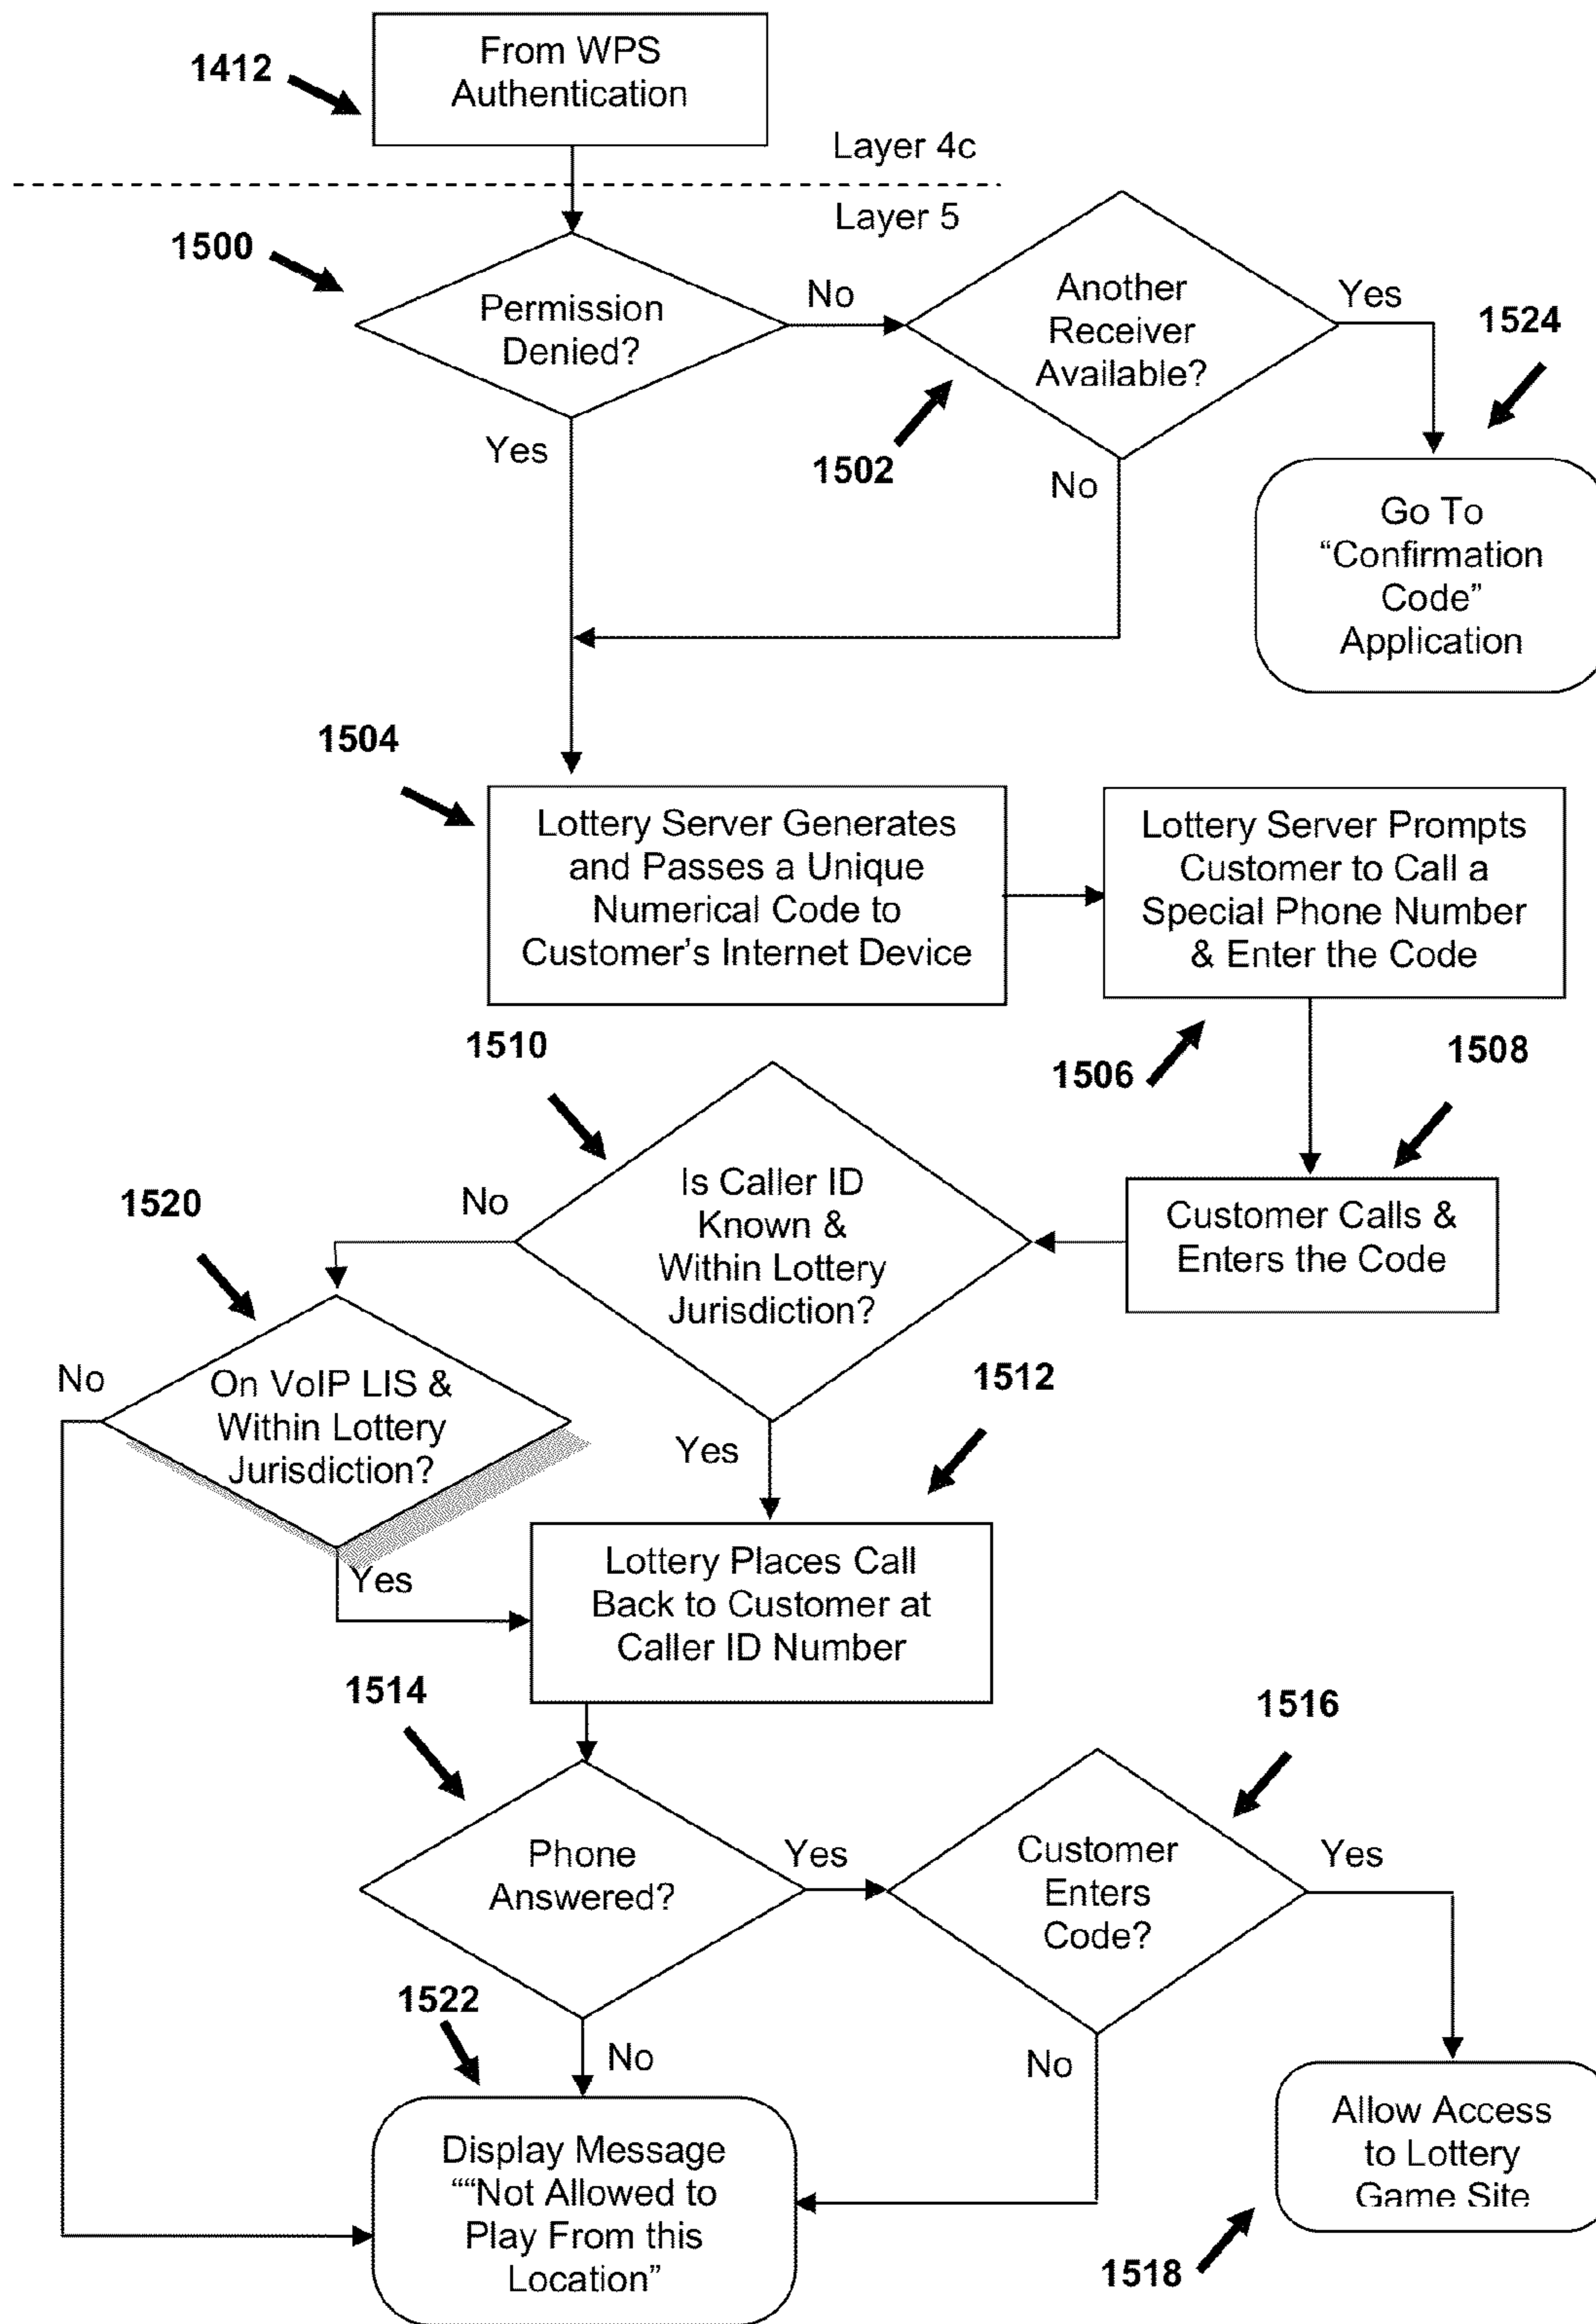 1412
From WPS
Authentication
Layer 4c
Layer 5
1500
Permission
Denied?
No
Yes
Another
Receiver
Available?
Yes
No
1502
1524
Go To
“Confirmation
Code”
Application
1504
Lottery Server Generates
and Passes a Unique
Numerical Code to
Customer’s Internet Device
Lottery Server Prompts
Customer to Call a
Special Phone Number
& Enter the Code
1506
1508
Customer Calls &
Enters the Code
1510
Is Caller ID
Known &
Within Lottery
Jurisdiction?
No
Yes
1520
On VoIP LIS &
Within Lottery
Jurisdiction?
No
Yes
1512
Lottery Places Call
Back to Customer at
Caller ID Number
1514
Phone
Answered?
Yes
No
1516
Customer
Enters
Code?
Yes
No
1522
Display Message
““Not Allowed to
Play From this
Location”
Allow Access
to Lottery
Game Site
1518